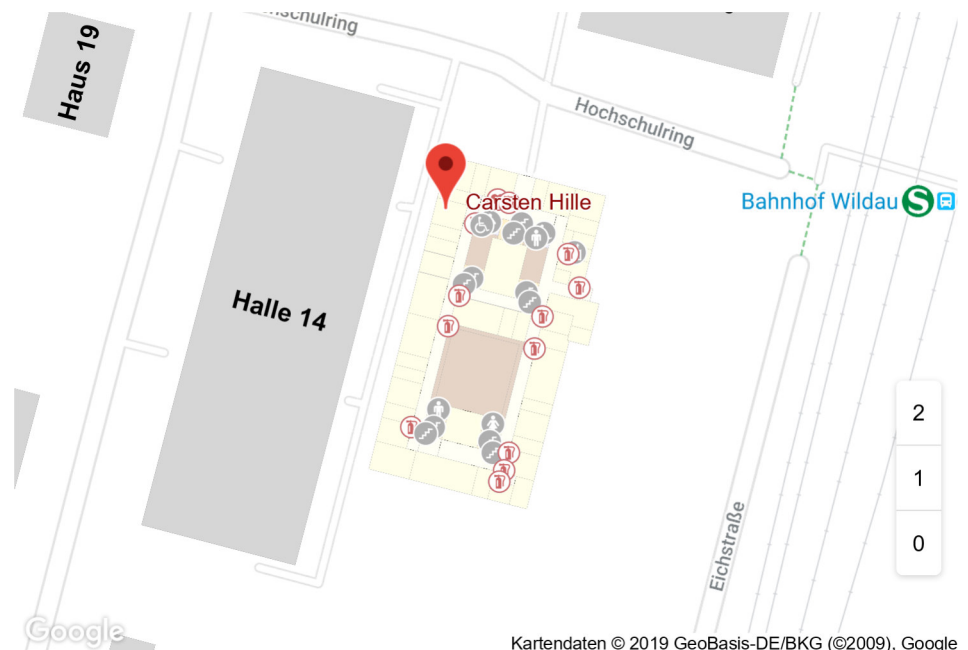 Haus 19
hschulring
Hochschulring
Bahnhof Wildau S
Carsten Hille
Halle 14
2
1
0
Eichstraße
Google
Kartendaten © 2019 GeoBasis-DE/BKG (©2009), Google